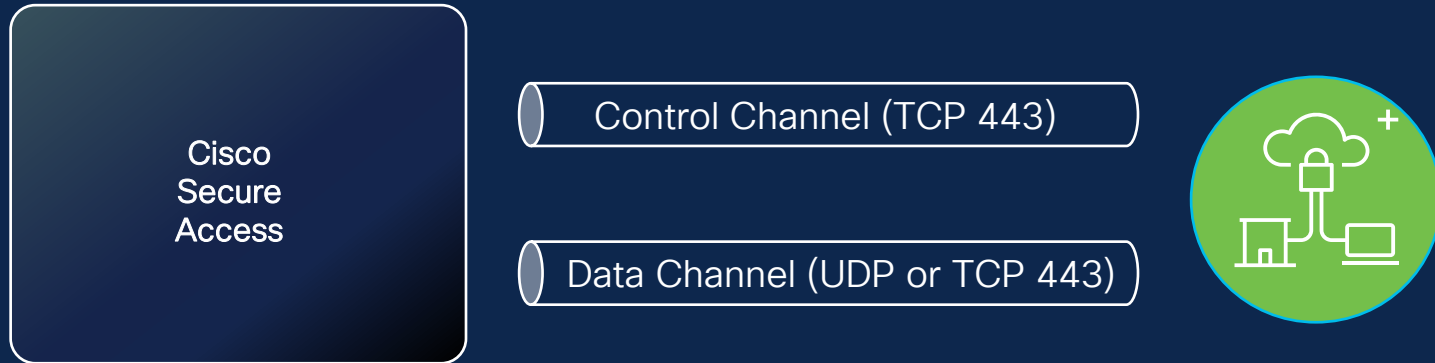 Cisco
Secure
Access
Control Channel (TCP 443)
Data Channel (UDP or TCP 443)